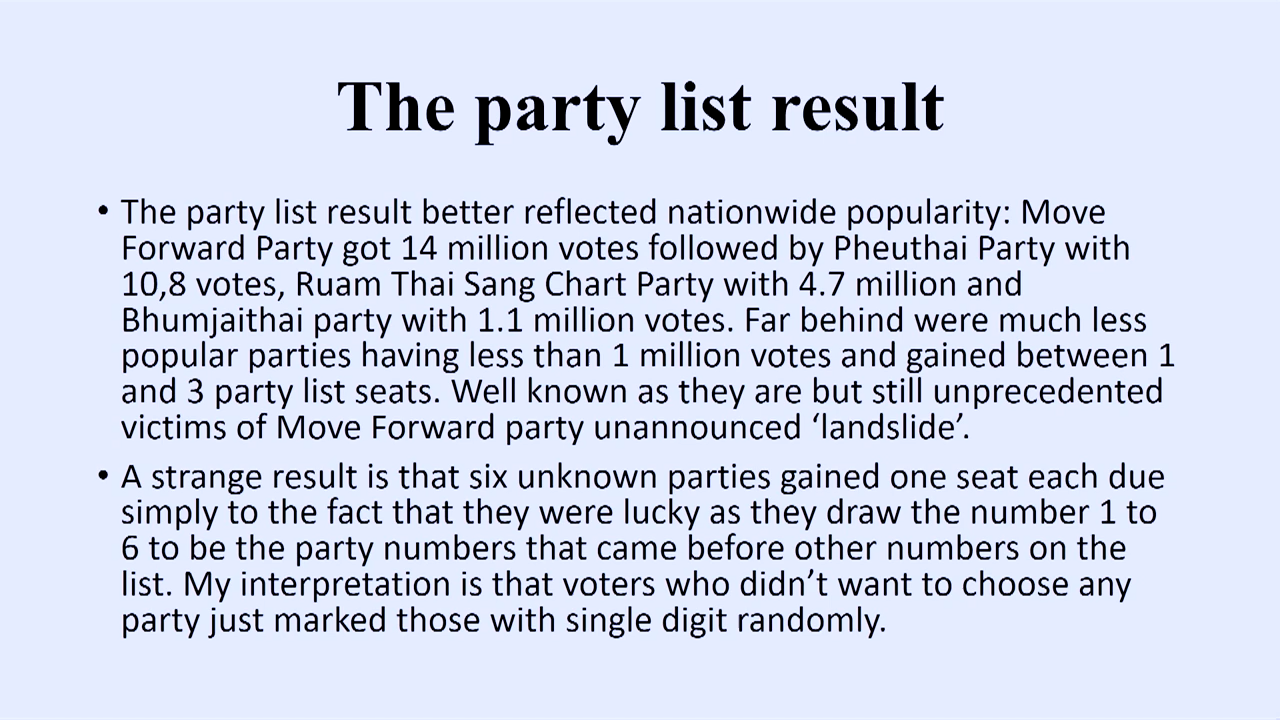 The party list result
• The party list result better reflected nationwide popularity: Move
Forward Party got 14 million votes followed by Pheuthai Party with
10,8 votes, Ruam Thai Sang Chart Party with 4.7 million and
Bhumjaithai party with 1.1 million votes. Far behind were much less
popular parties having less than 1 million votes and gained between 1
and 3 party list seats. Well known as they are but still unprecedented
victims of Move Forward party unannounced ‘landslide’.
• A strange result is that six unknown parties gained one seat each due
simply to the fact that they were lucky as they draw the number 1 to
6 to be the party numbers that came before other numbers on the
list. My interpretation is that voters who didn’t want to choose any
party just marked those with single digit randomly.